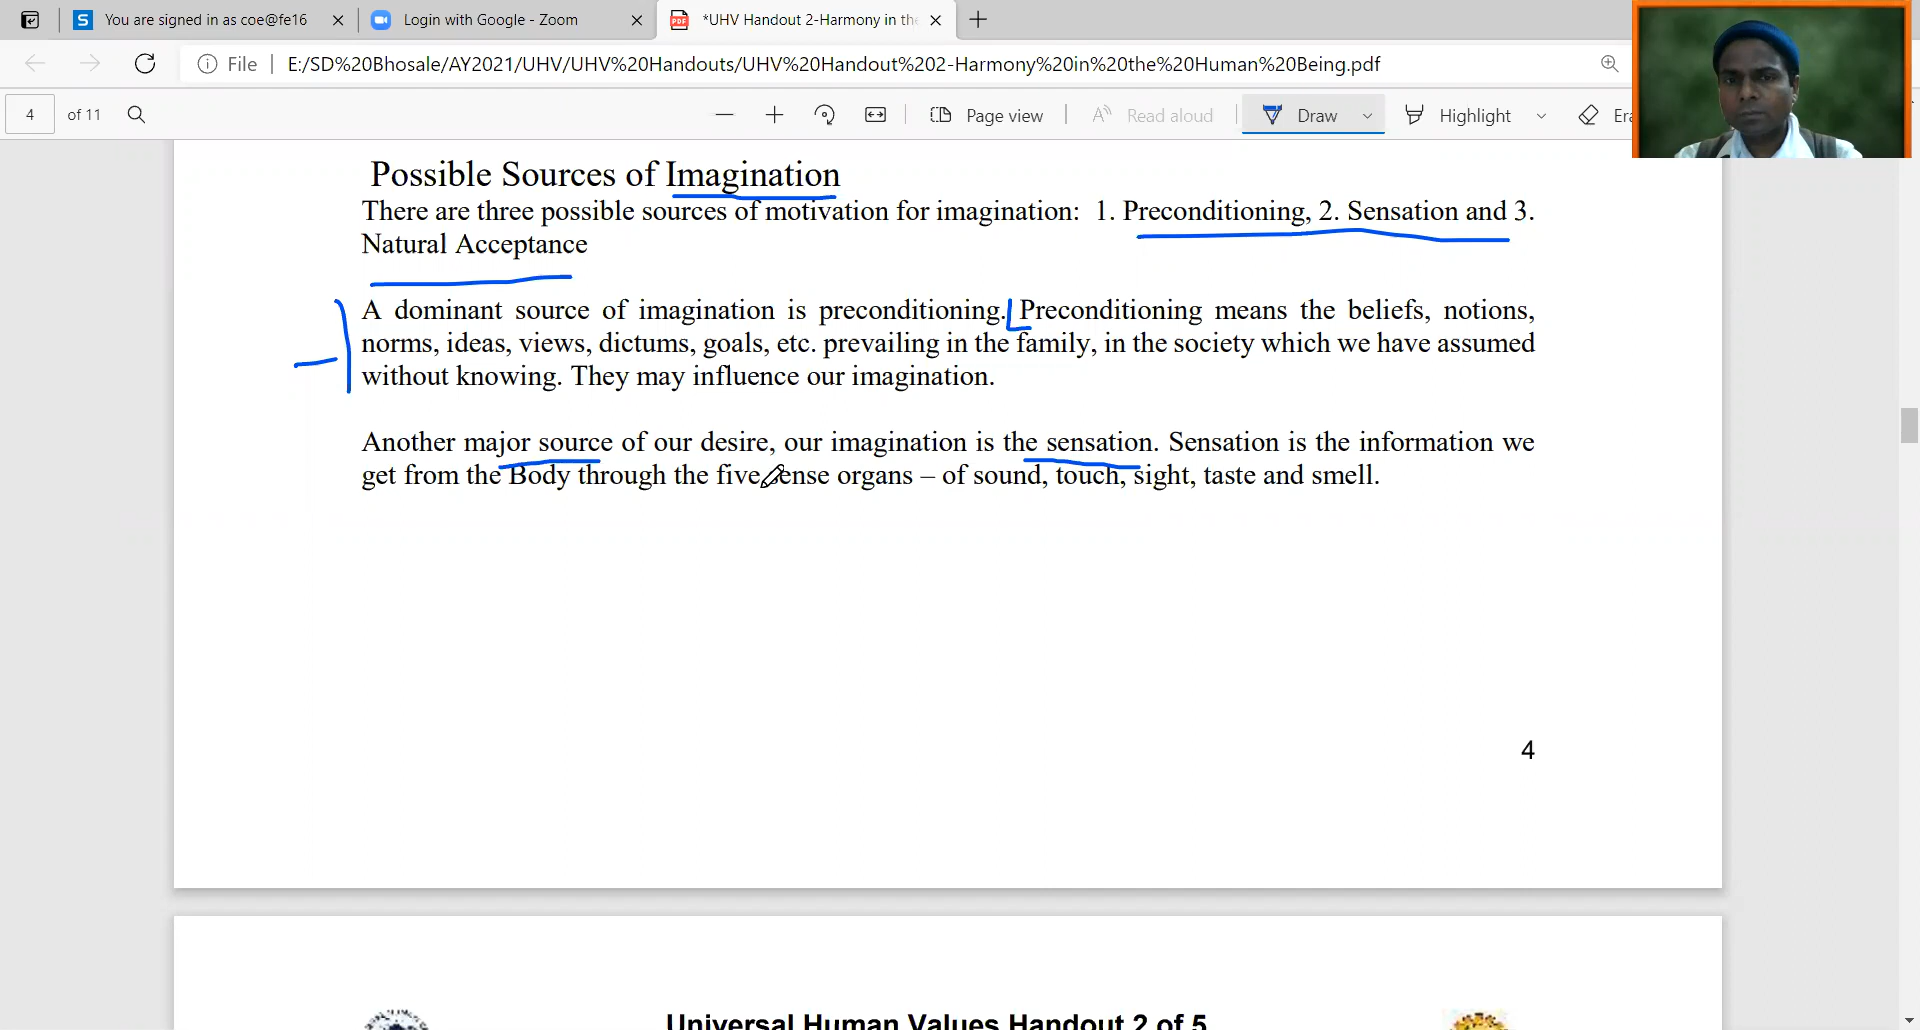 You are signed in as coe@fe16
Login with Google - Zoom
*UHV Handout 2-Harmony in the
File
E:/SD%20Bhosale/AY2021/UHV/UHV%20Handouts/UHV%20Handout%202-Harmony%20in%20the%20Human%20Being.pdf
4 of 11
Page view
Read aloud
Draw
Highlight
Possible Sources of Imagination
There are three possible sources of motivation for imagination: 1. Preconditioning, 2. Sensation and 3.
Natural Acceptance
A dominant source of imagination is preconditioning. Preconditioning means the beliefs, notions,
norms, ideas, views, dictums, goals, etc. prevailing in the family, in the society which we have assumed
without knowing. They may influence our imagination.
Another major source of our desire, our imagination is the sensation. Sensation is the information we
get from the Body through the five sense organs – of sound, touch, sight, taste and smell.
4
Universal Human Values Handout 2 of 5